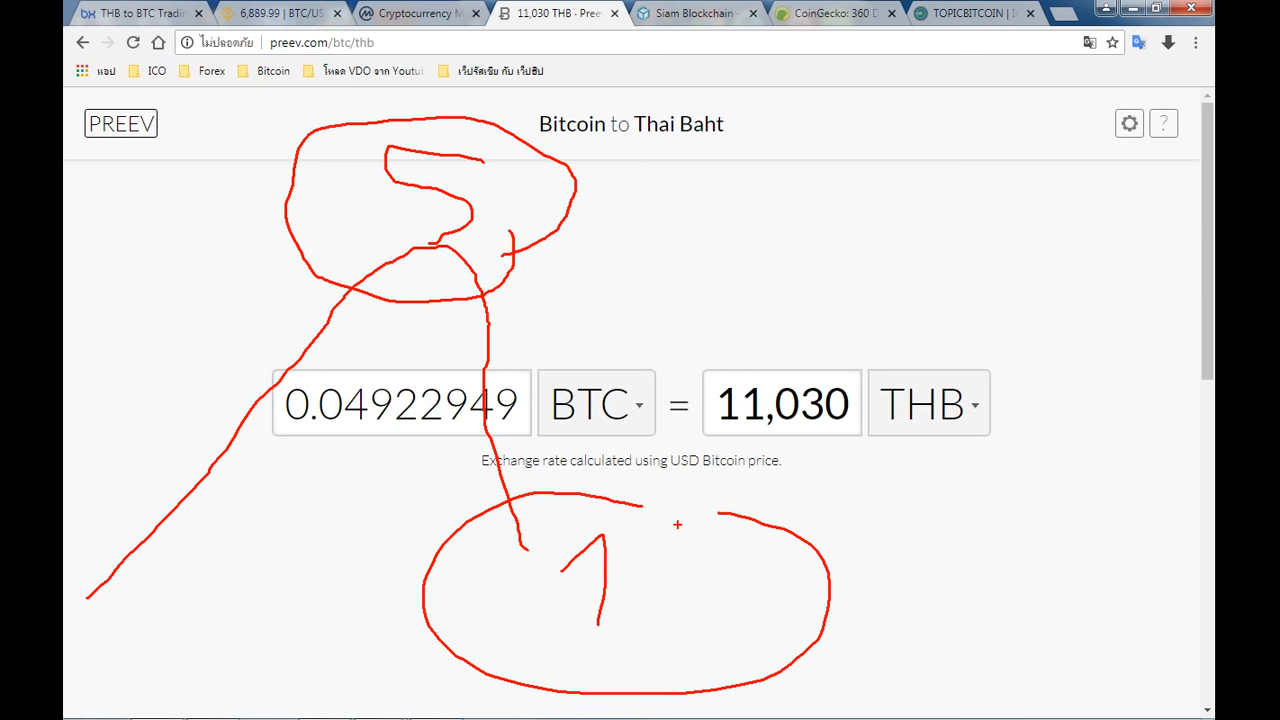 THB to BTC Tradi
6,889.99 | BTC/US
Cryptocurrency M
11,030 THB - Pree
Siam Blockchain -
CoinGecko: 360 D
TOPICBITCOIN | I
ไม่ปลอดภัย | preev.com/btc/thb
แอป ICO Forex Bitcoin โหลด VDO จาก Youtu เว็ปรัสเซีย กับ เว็ปซิป
PREEV
Bitcoin to Thai Baht
?
5
0.04922949 BTC = 11,030 THB
Exchange rate calculated using USD Bitcoin price.
1